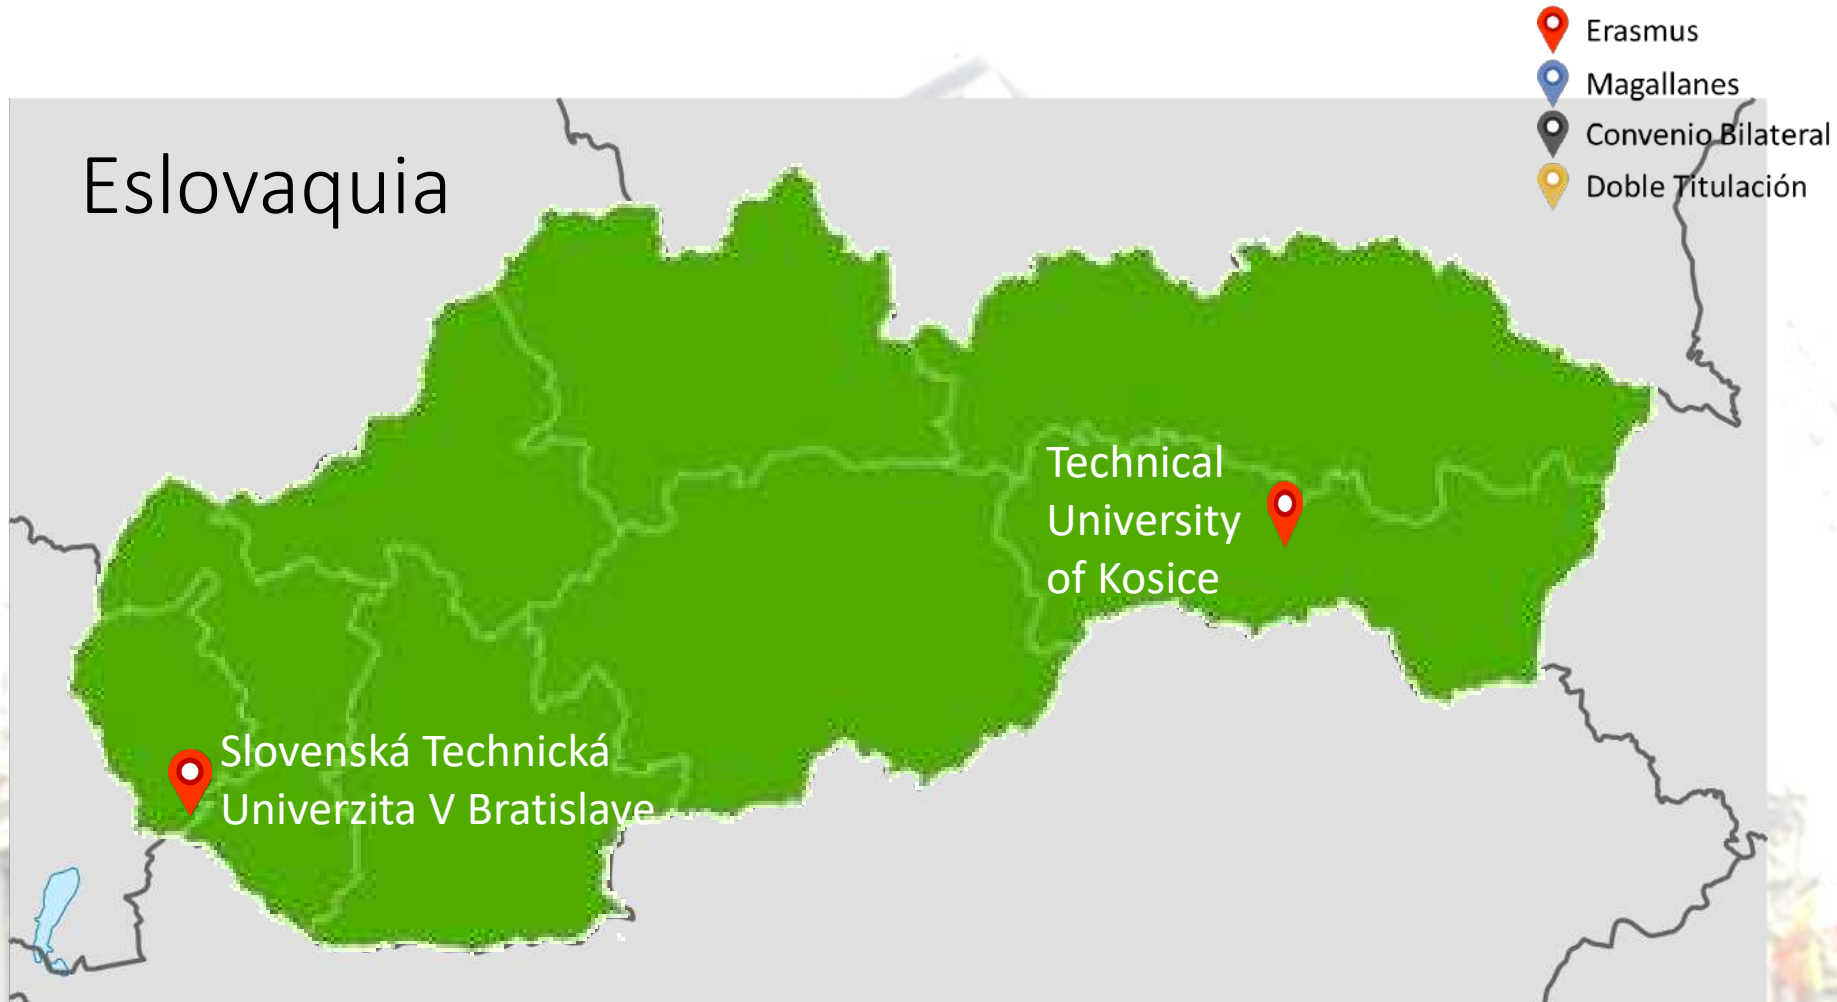 Erasmus
Magallanes
Convenio Bilateral
Doble Titulación
Eslovaquia
Technical
University
of Kosice
Slovenská Technická
Univerzita V Bratislave